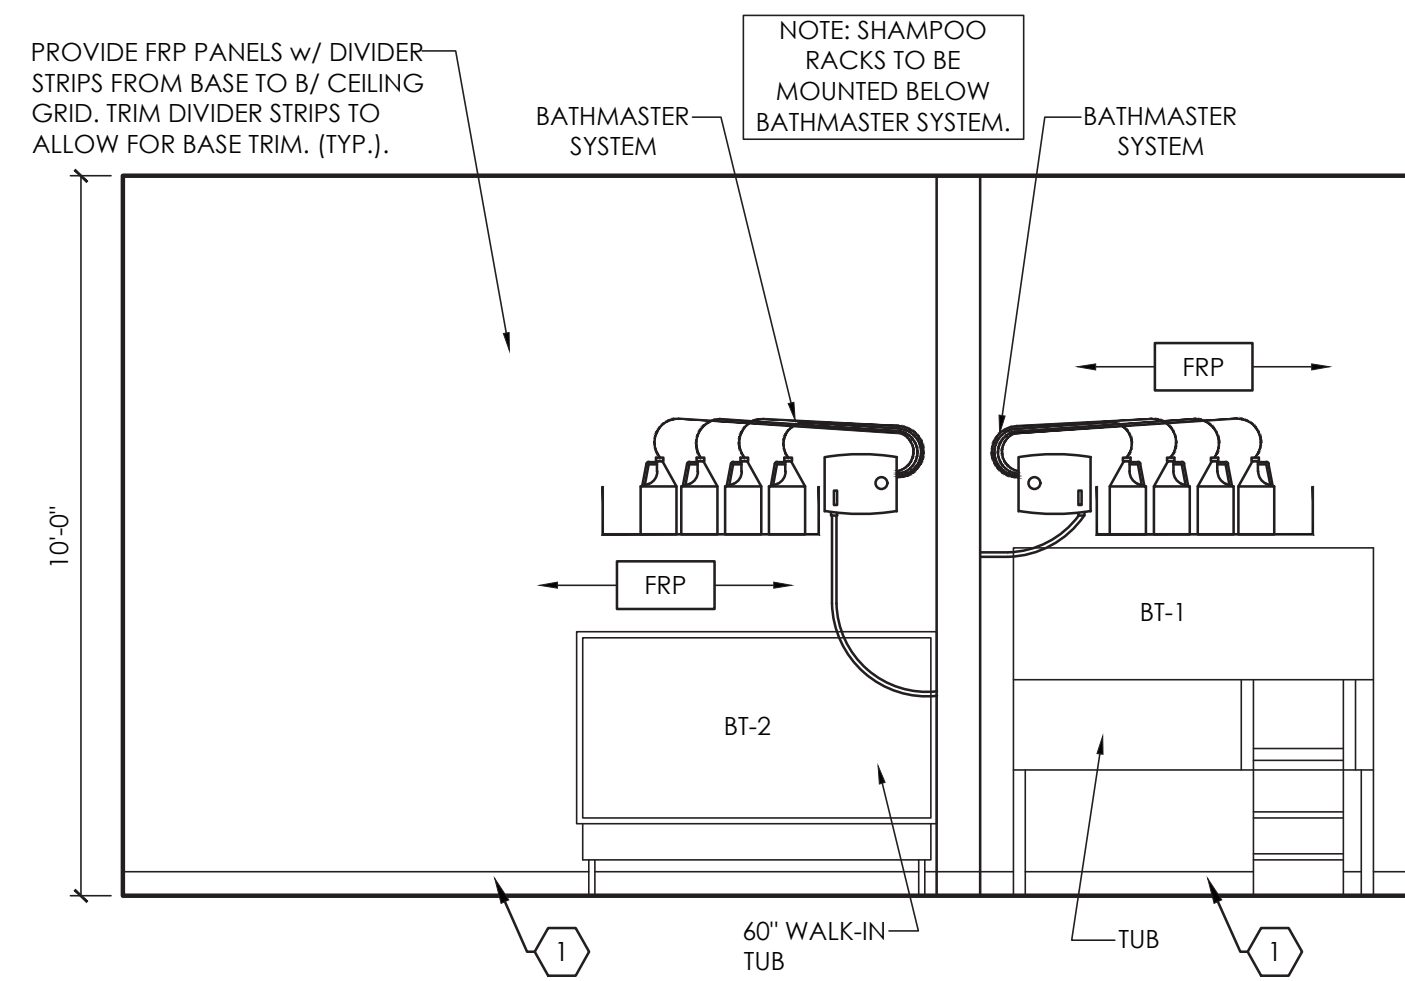 PROVIDE FRP PANELS w/ DIVIDER
STRIPS FROM BASE TO B/ CEILING
GRID. TRIM DIVIDER STRIPS TO
ALLOW FOR BASE TRIM. (TYP.).
BATHMASTER
SYSTEM
NOTE: SHAMPOO
RACKS TO BE
MOUNTED BELOW
BATHMASTER SYSTEM.
BATHMASTER
SYSTEM
FRP
10'-0"
FRP
BT-1
BT-2
60" WALK-IN
TUB
TUB
1
1